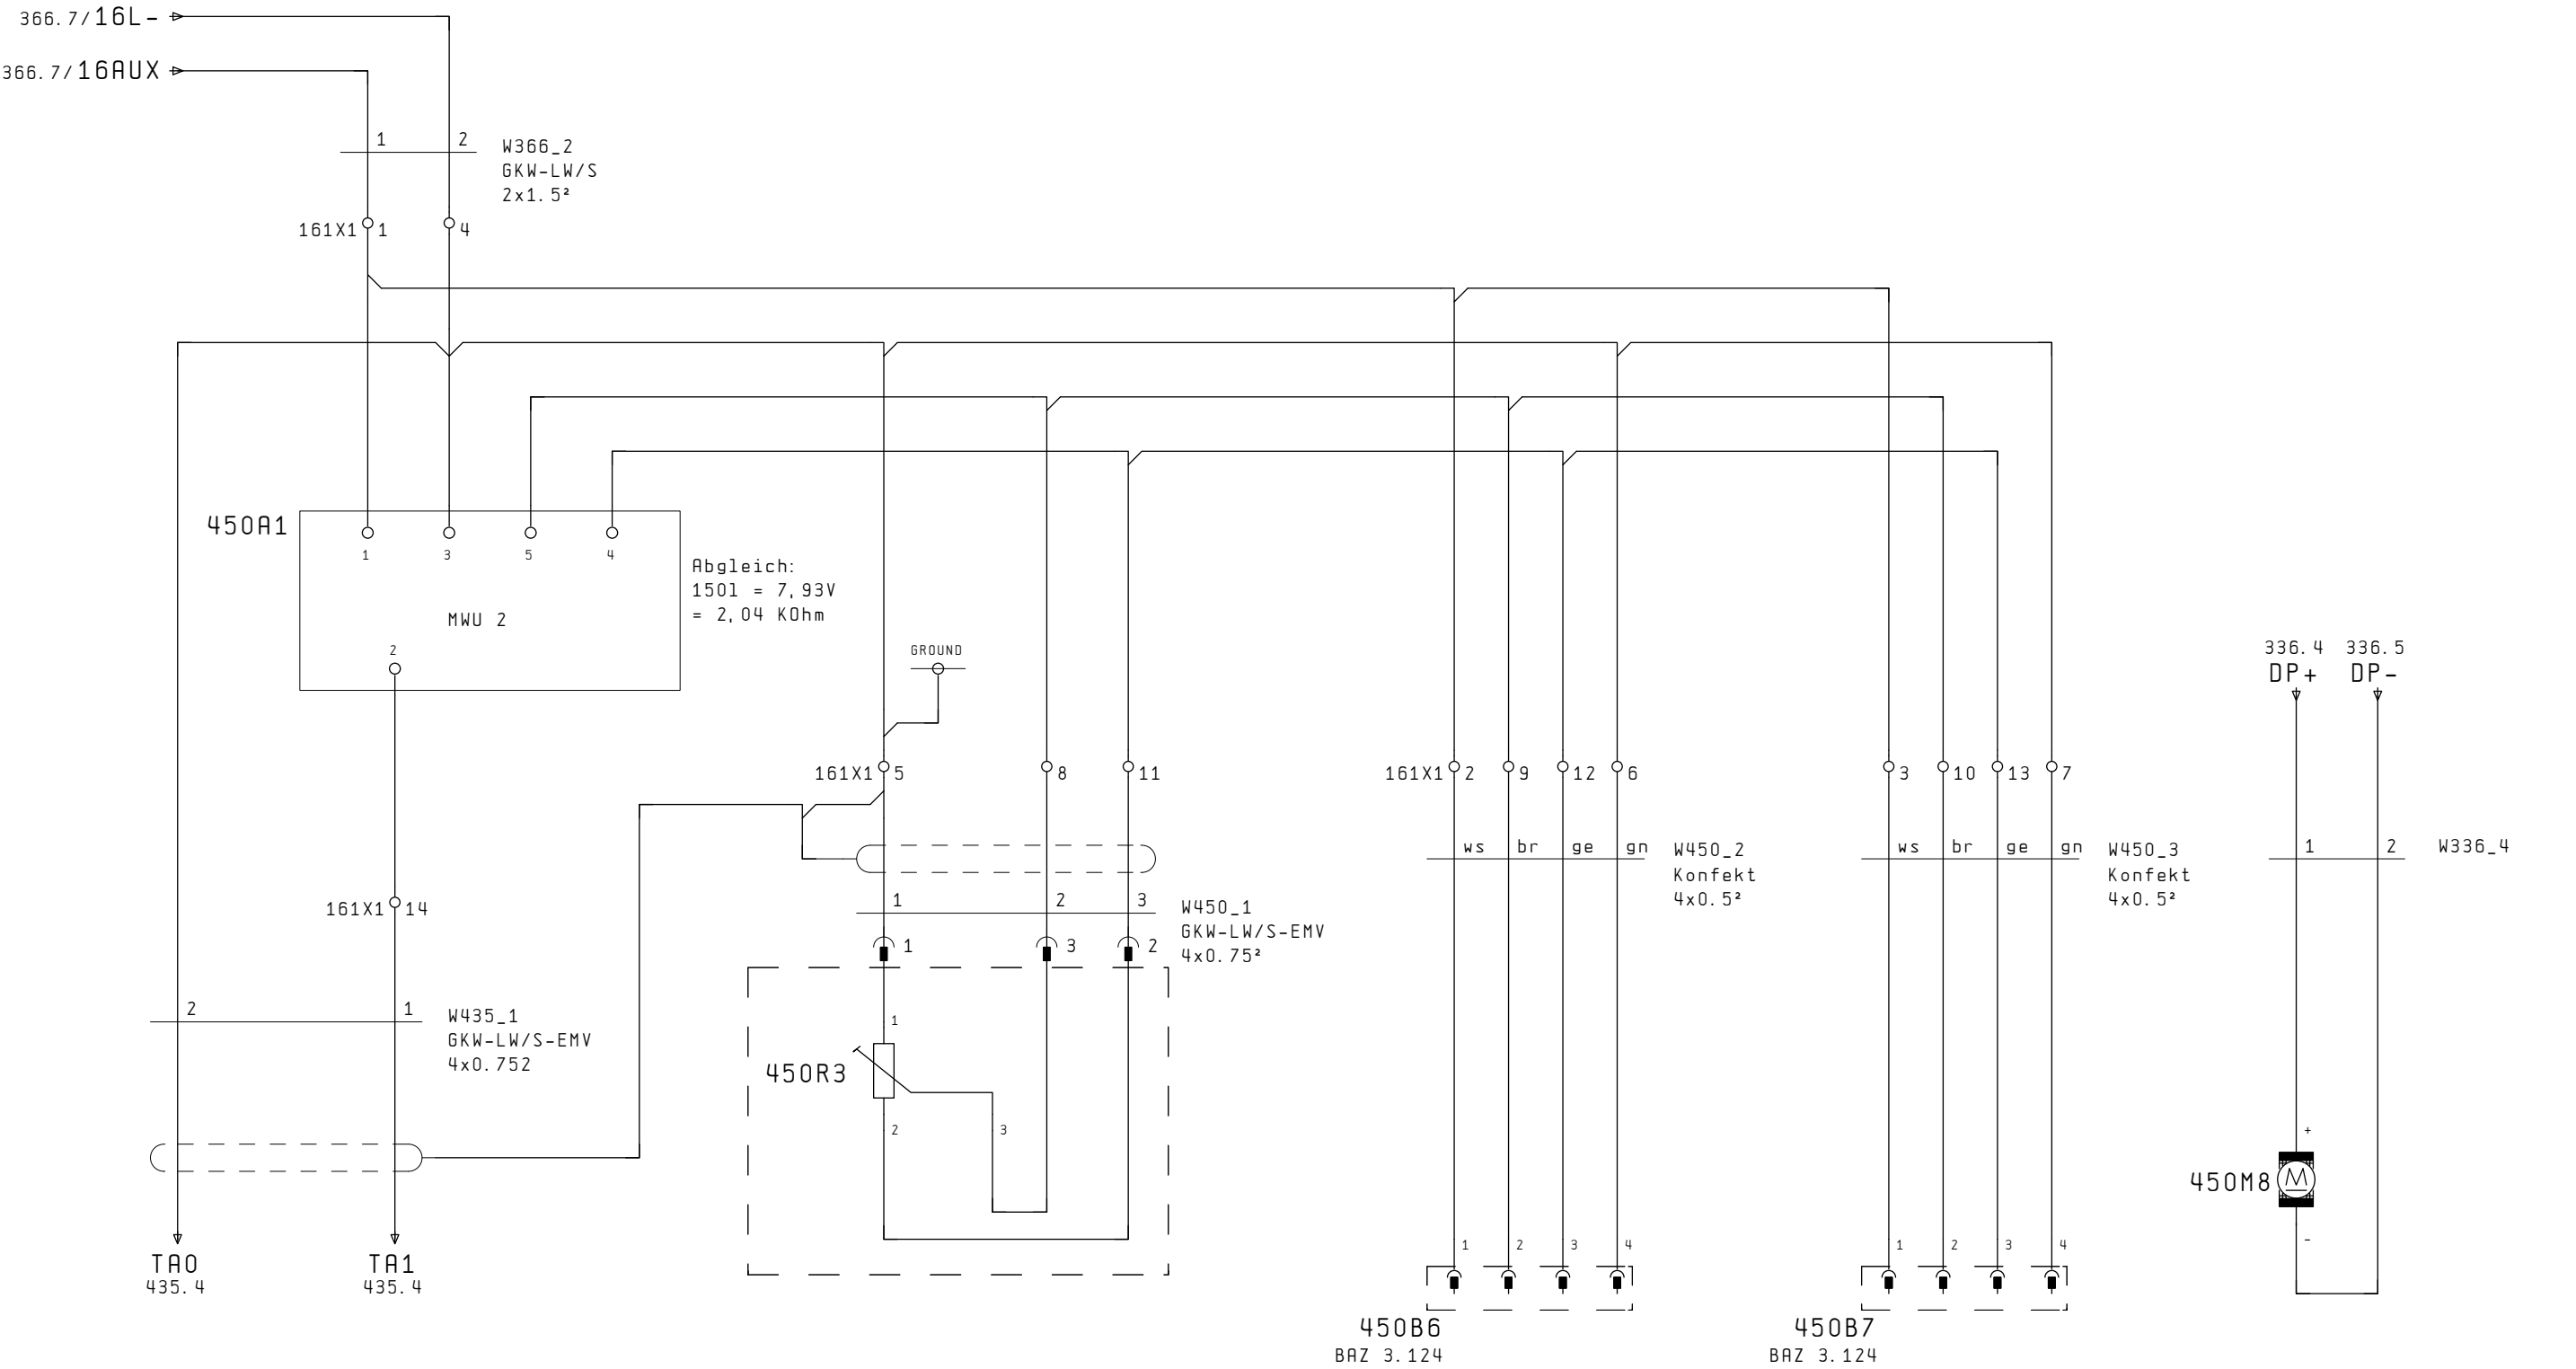 366.7/16L-
366.7/16AUX
1 2
W366_2
GKW-LW/S
2x1.5²
161X1 1 4
450A1
1 3 5 4
MWU 2
2
Abgleich:
150l = 7,93V
= 2,04 KOhm
GROUND
336.4 336.5
DP+ DP-
161X1 5 8 11
161X1 2 9 12 6
3 10 13 7
ws br ge gn
W450_2
Konfekt
4x0.5²
ws br ge gn
W450_3
Konfekt
4x0.5²
1 2 W336_4
161X1 14
1 2 3
W450_1
GKW-LW/S-EMV
4x0.75²
1 3 2
2 1
W435_1
GKW-LW/S-EMV
4x0.752
1
450R3
2 3
+
450M8
M
-
TA0
435.4
TA1
435.4
1 2 3 4
450B6
BAZ 3.124
1 2 3 4
450B7
BAZ 3.124